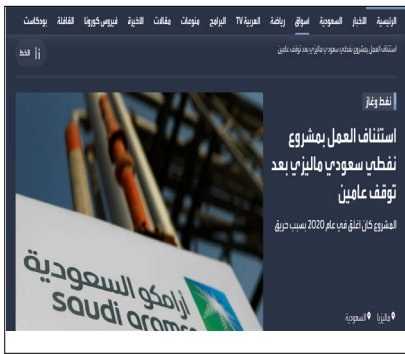 الرئيسية الأخبار السعودية أسواق رياضة العربية TV البرامج منوعات مقالات الأخيرة فيروس كورونا القافلة بودكاست
استئناف العمل بمشروع نفطي سعودي ماليزي بعد توقف عامين
الخط
نفط وغاز
استئناف العمل بمشروع
نفطي سعودي ماليزي بعد
توقف عامين
المشروع كان أغلق في عام 2020 بسبب حريق
أرامكو السعودية
saudi aramco
ماليزيا السعودية